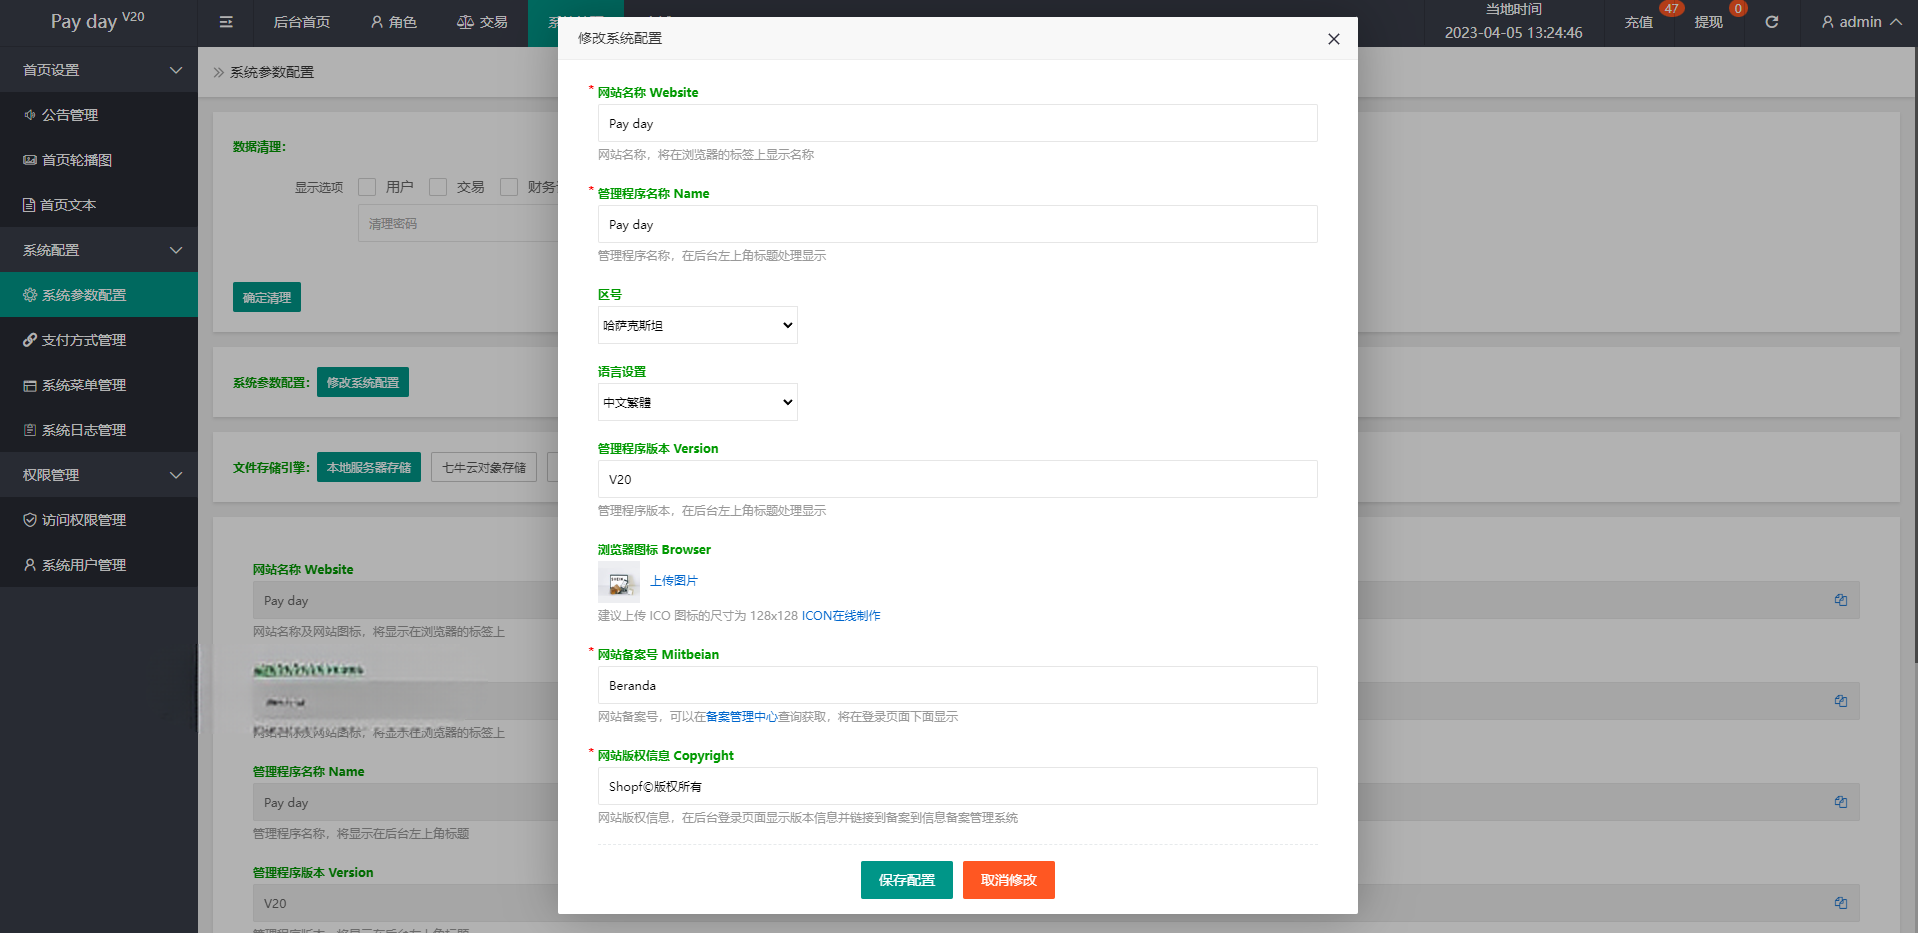 Pay day V20
后台首页
角色
交易
当地时间
2023-04-05 13:24:46
充值 47
提现 0
admin
首页设置
公告管理
首页轮播图
首页文本
系统配置
系统参数配置
支付方式管理
系统菜单管理
系统日志管理
权限管理
访问权限管理
系统用户管理
系统参数配置
数据清理：
显示选项 用户 交易 财务
清理密码
确定清理
系统参数配置： 修改系统配置
文件存储引擎： 本地服务器存储 七牛云对象存储
网站名称 Website
Pay day
网站名称及网站图标，将显示在浏览器的标签上
网站名称及网站图标，将显示在浏览器的标签上
管理程序名称 Name
Pay day
管理程序名称，将显示在后台左上角标题
管理程序版本 Version
V20
修改系统配置
* 网站名称 Website
Pay day
网站名称，将在浏览器的标签上显示名称
* 管理程序名称 Name
Pay day
管理程序名称，在后台左上角标题处理显示
区号
哈萨克斯坦
语言设置
中文繁體
管理程序版本 Version
V20
管理程序版本，在后台左上角标题处理显示
浏览器图标 Browser
上传图片
建议上传 ICO 图标的尺寸为 128x128 ICON在线制作
* 网站备案号 Miitbeian
Beranda
网站备案号，可以在备案管理中心查询获取，将在登录页面下面显示
* 网站版权信息 Copyright
Shopf©版权所有
网站版权信息，在后台登录页面显示版本信息并链接到备案到信息备案管理系统
保存配置
取消修改